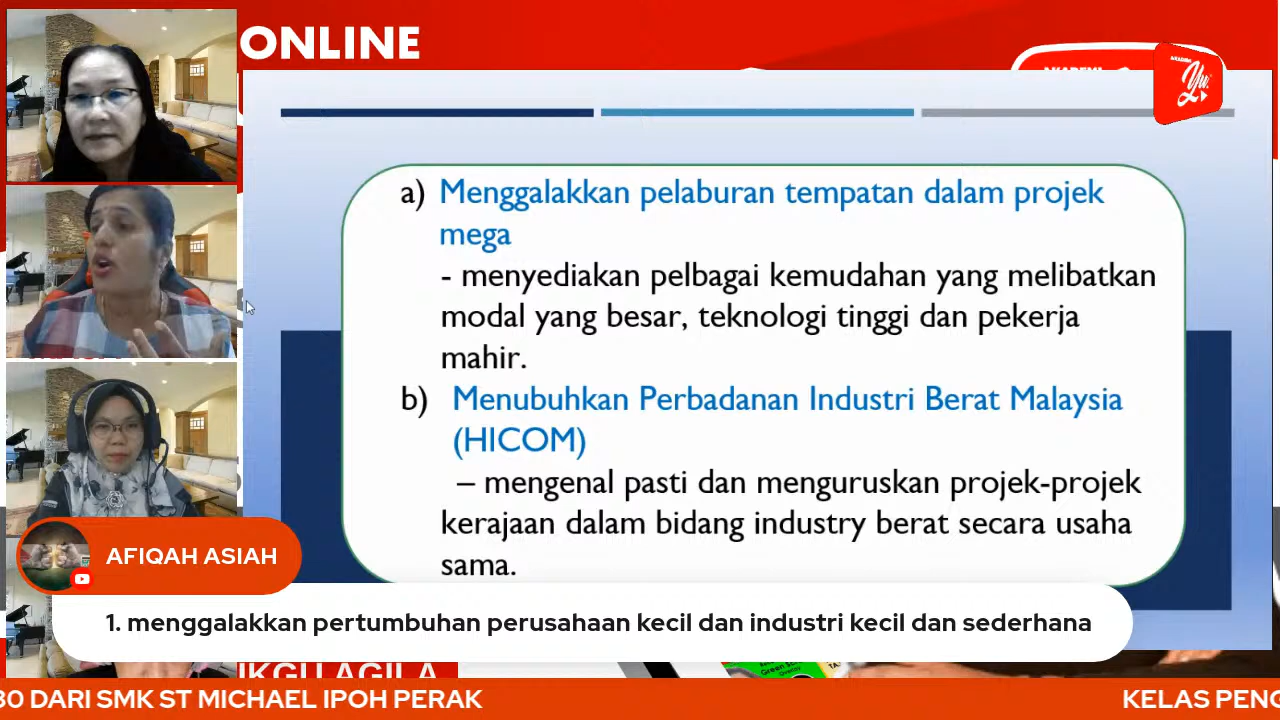 ONLINE
a) Menggalakkan pelaburan tempatan dalam projek
mega
- menyediakan pelbagai kemudahan yang melibatkan
modal yang besar, teknologi tinggi dan pekerja
mahir.
b) Menubuhkan Perbadanan Industri Berat Malaysia
(HICOM)
– mengenal pasti dan menguruskan projek-projek
kerajaan dalam bidang industry berat secara usaha
sama.
AFIQAH ASIAH
1. menggalakkan pertumbuhan perusahaan kecil dan industri kecil dan sederhana
IKGU AGILA
30 DARI SMK ST MICHAEL IPOH PERAK
KELAS PENG